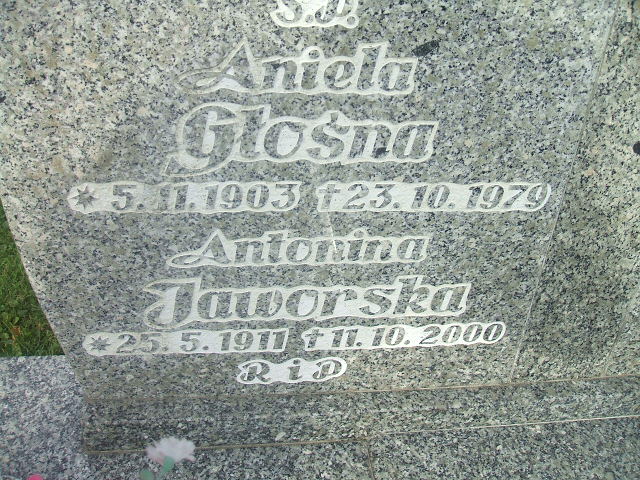 Ś.P.
Aniela
Głośna
* 5. 11. 1903 † 23. 10. 1979
Antonina
Jaworska
* 25. 5. 1911 † 11. 10. 2000
R i P